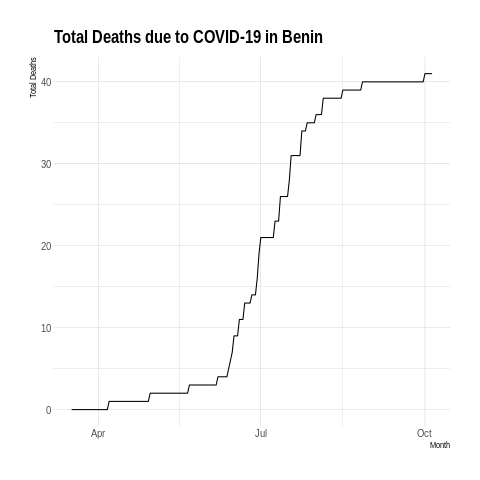 Total Deaths due to COVID-19 in Benin
Total Deaths
40
30
20
10
0
Apr
Jul
Oct
Month